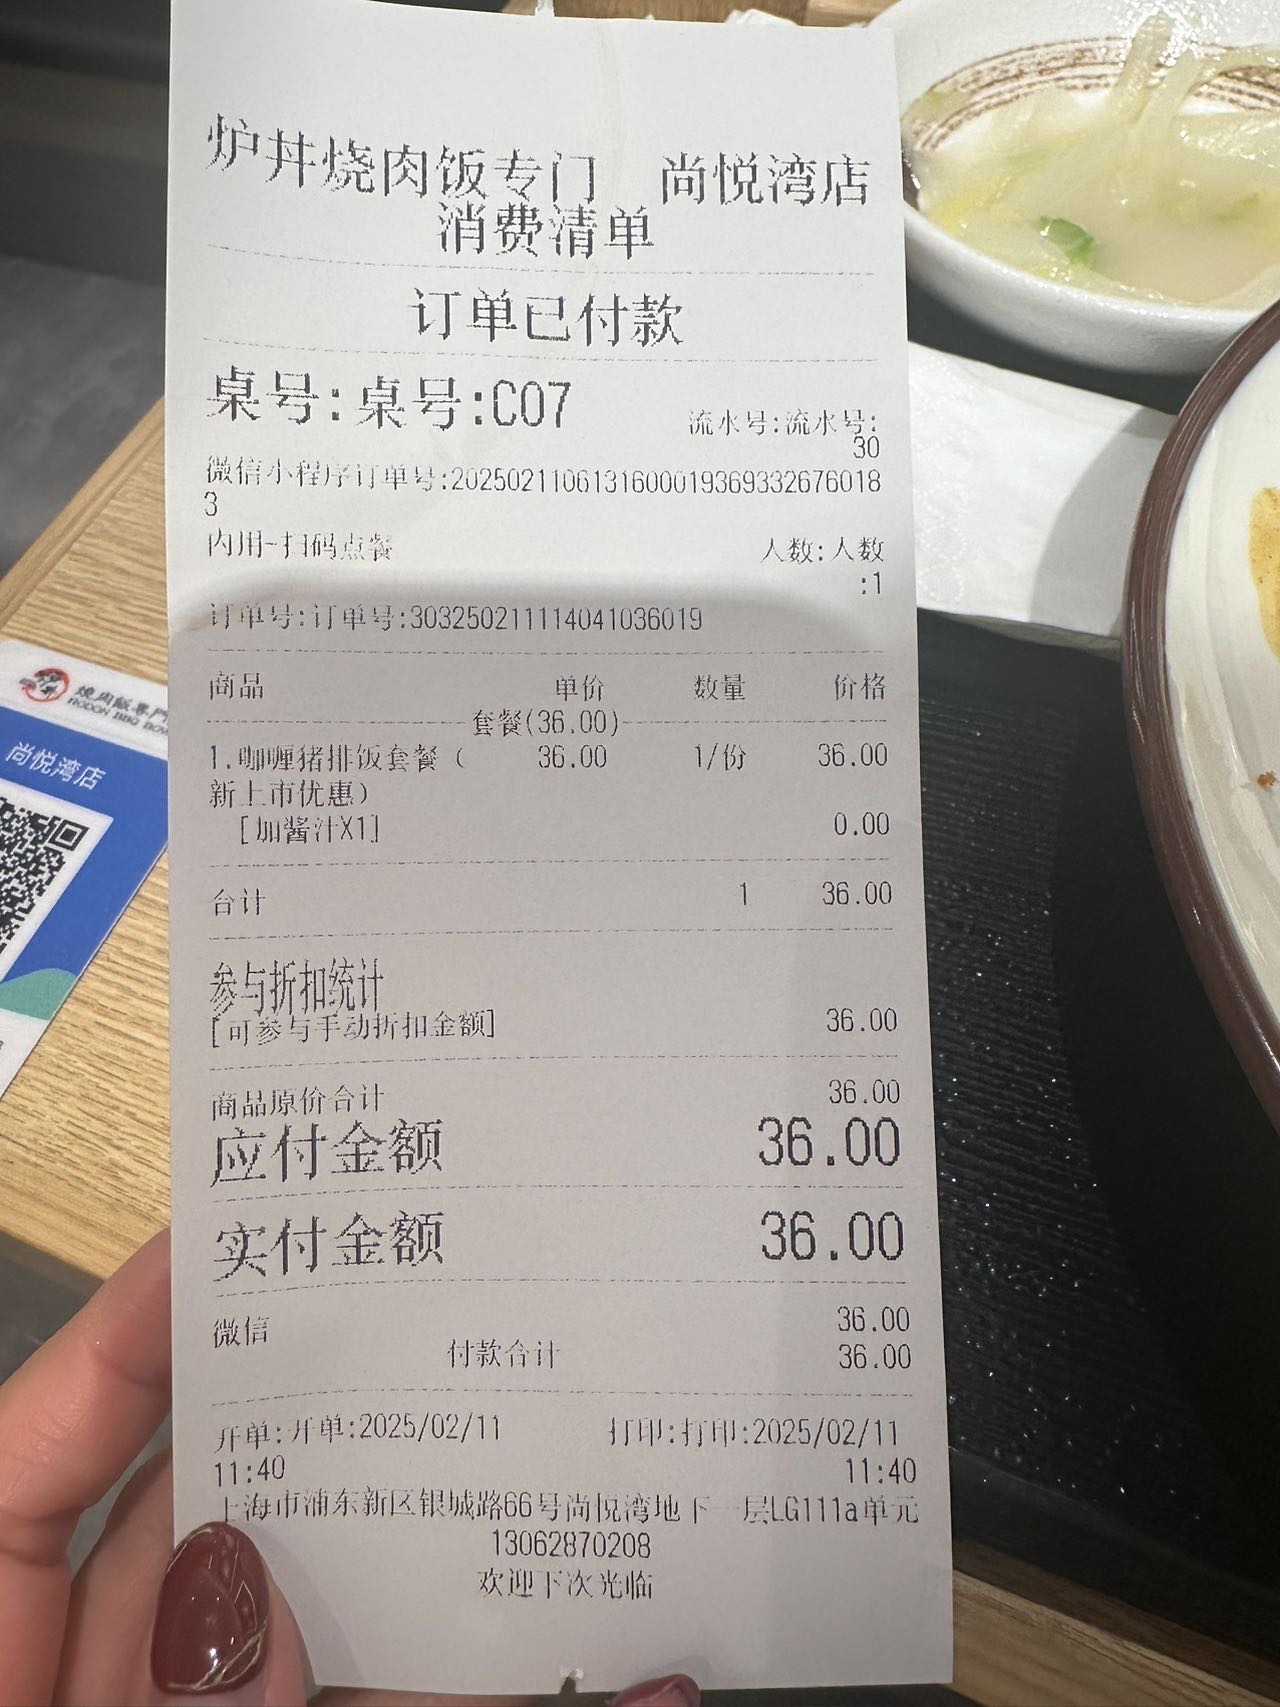 炉丼烧肉饭专门 尚悦湾店
消费清单
订单已付款
桌号:桌号:C07
流水号:流水号:
30
微信小程序订单号:2025021106131600019369332676018
3
内用-扫码点餐
人数:人数
:1
订单号:订单号:303250211114041036019
商品 单价 数量 价格
套餐(36.00)
1.咖喱猪排饭套餐( 36.00 1/份 36.00
新上市优惠)
[加酱汁X1] 0.00
合计 1 36.00
参与折扣统计
[可参与手动折扣金额] 36.00
商品原价合计 36.00
应付金额 36.00
实付金额 36.00
微信 36.00
付款合计 36.00
开单:开单:2025/02/11 打印:打印:2025/02/11
11:40 11:40
上海市浦东新区银城路66号尚悦湾地下一层LG111a单元
13062870208
欢迎下次光临
燒肉飯專門
尚悦湾店